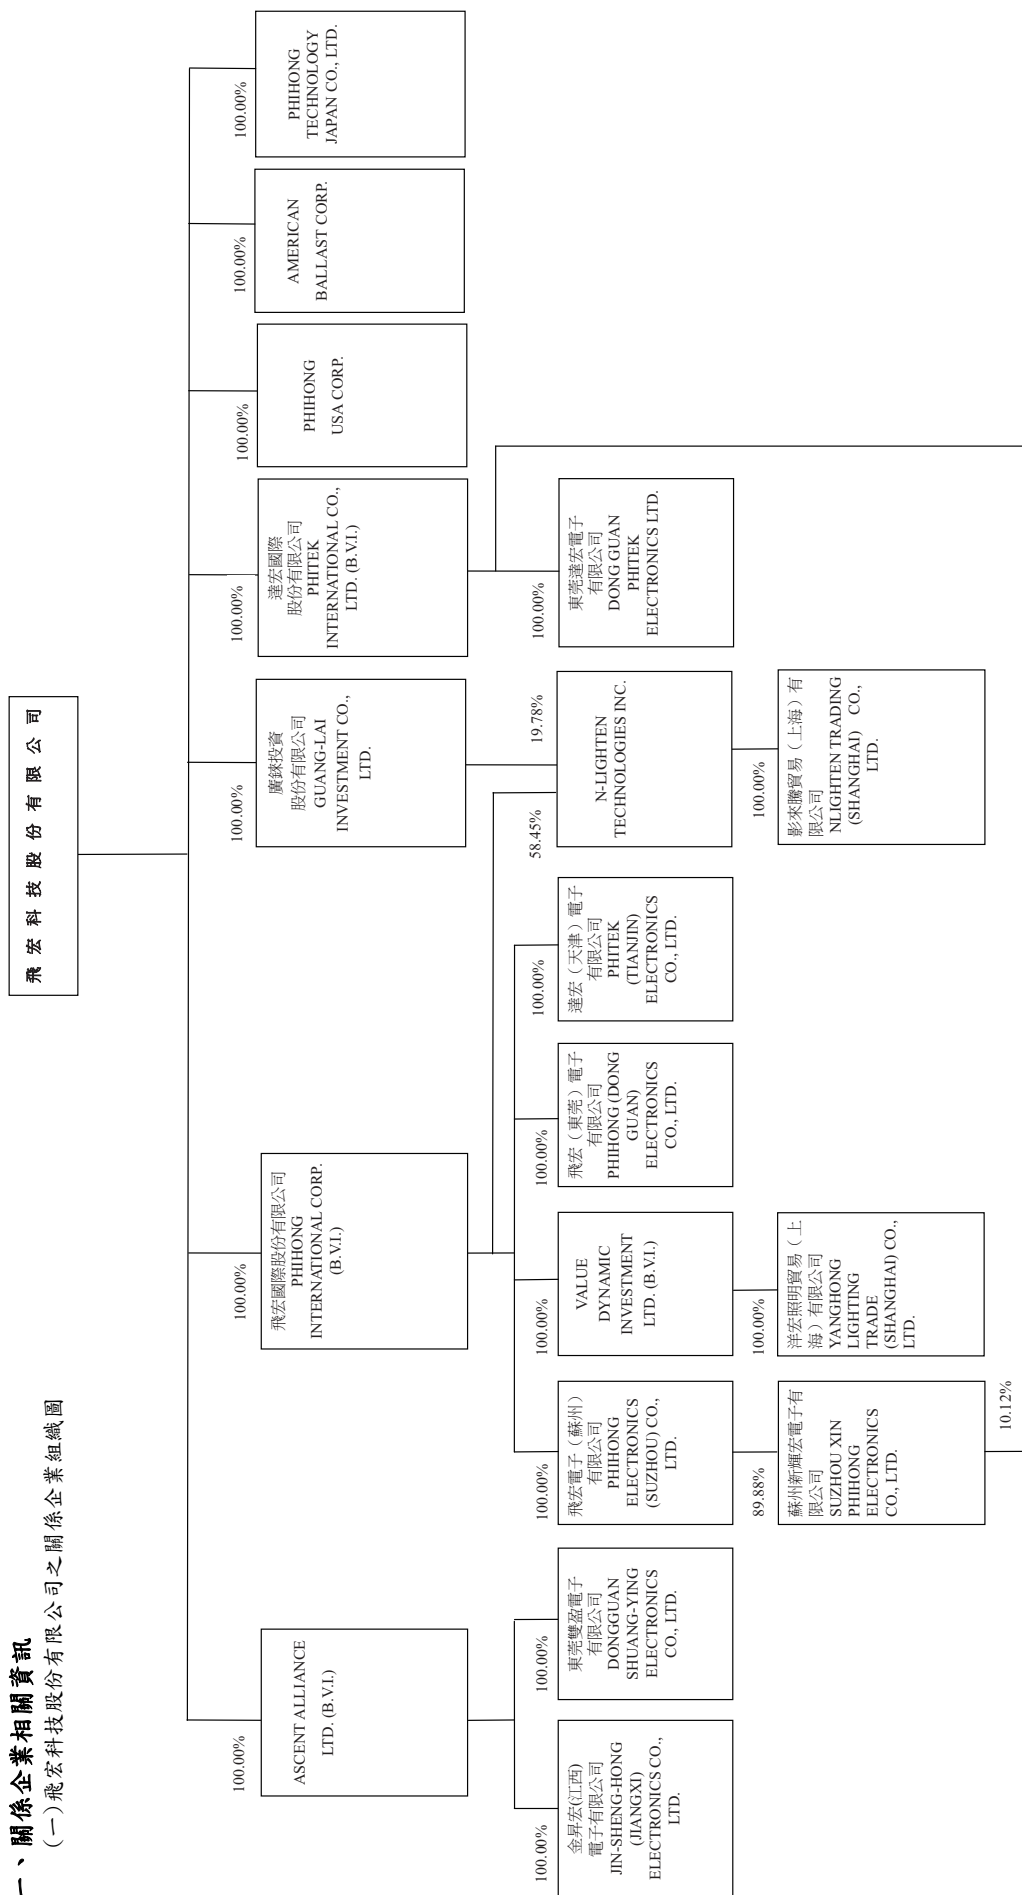 一、關係企業相關資訊
(一)飛宏科技股份有限公司之關係企業組織圖
飛宏科技股份有限公司
100.00%
ASCENT ALLIANCE
LTD. (B.V.I.)
100.00%
飛宏國際股份有限公司
PHIHONG
INTERNATIONAL CORP.
(B.V.I.)
100.00%
廣錸投資
股份有限公司
GUANG-LAI
INVESTMENT CO.,
LTD.
100.00%
達宏國際
股份有限公司
PHITEK
INTERNATIONAL CO.,
LTD. (B.V.I.)
100.00%
PHIHONG
USA CORP.
100.00%
AMERICAN
BALLAST CORP.
100.00%
PHIHONG
TECHNOLOGY
JAPAN CO., LTD.
100.00%
金昇宏(江西)
電子有限公司
JIN-SHENG-HONG
(JIANGXI)
ELECTRONICS CO.,
LTD.
100.00%
東莞雙盈電子
有限公司
DONGGUAN
SHUANG-YING
ELECTRONICS
CO., LTD.
100.00%
飛宏電子（蘇州）
有限公司
PHIHONG
ELECTRONICS
(SUZHOU) CO.,
LTD.
100.00%
VALUE
DYNAMIC
INVESTMENT
LTD. (B.V.I.)
100.00%
飛宏（東莞）電子
有限公司
PHIHONG (DONG
GUAN)
ELECTRONICS
CO., LTD.
100.00%
達宏（天津）電子
有限公司
PHITEK
(TIANJIN)
ELECTRONICS
CO., LTD.
58.45%
19.78%
N-LIGHTEN
TECHNOLOGIES INC.
100.00%
東莞達宏電子
有限公司
DONG GUAN
PHITEK
ELECTRONICS LTD.
89.88%
蘇州新輝宏電子有
限公司
SUZHOU XIN
PHIHONG
ELECTRONICS
CO., LTD.
10.12%
100.00%
洋宏照明貿易（上
海）有限公司
YANGHONG
LIGHTING
TRADE
(SHANGHAI) CO.,
LTD.
100.00%
影來騰貿易（上海）有
限公司
NLIGHTEN TRADING
(SHANGHAI) CO.,
LTD.